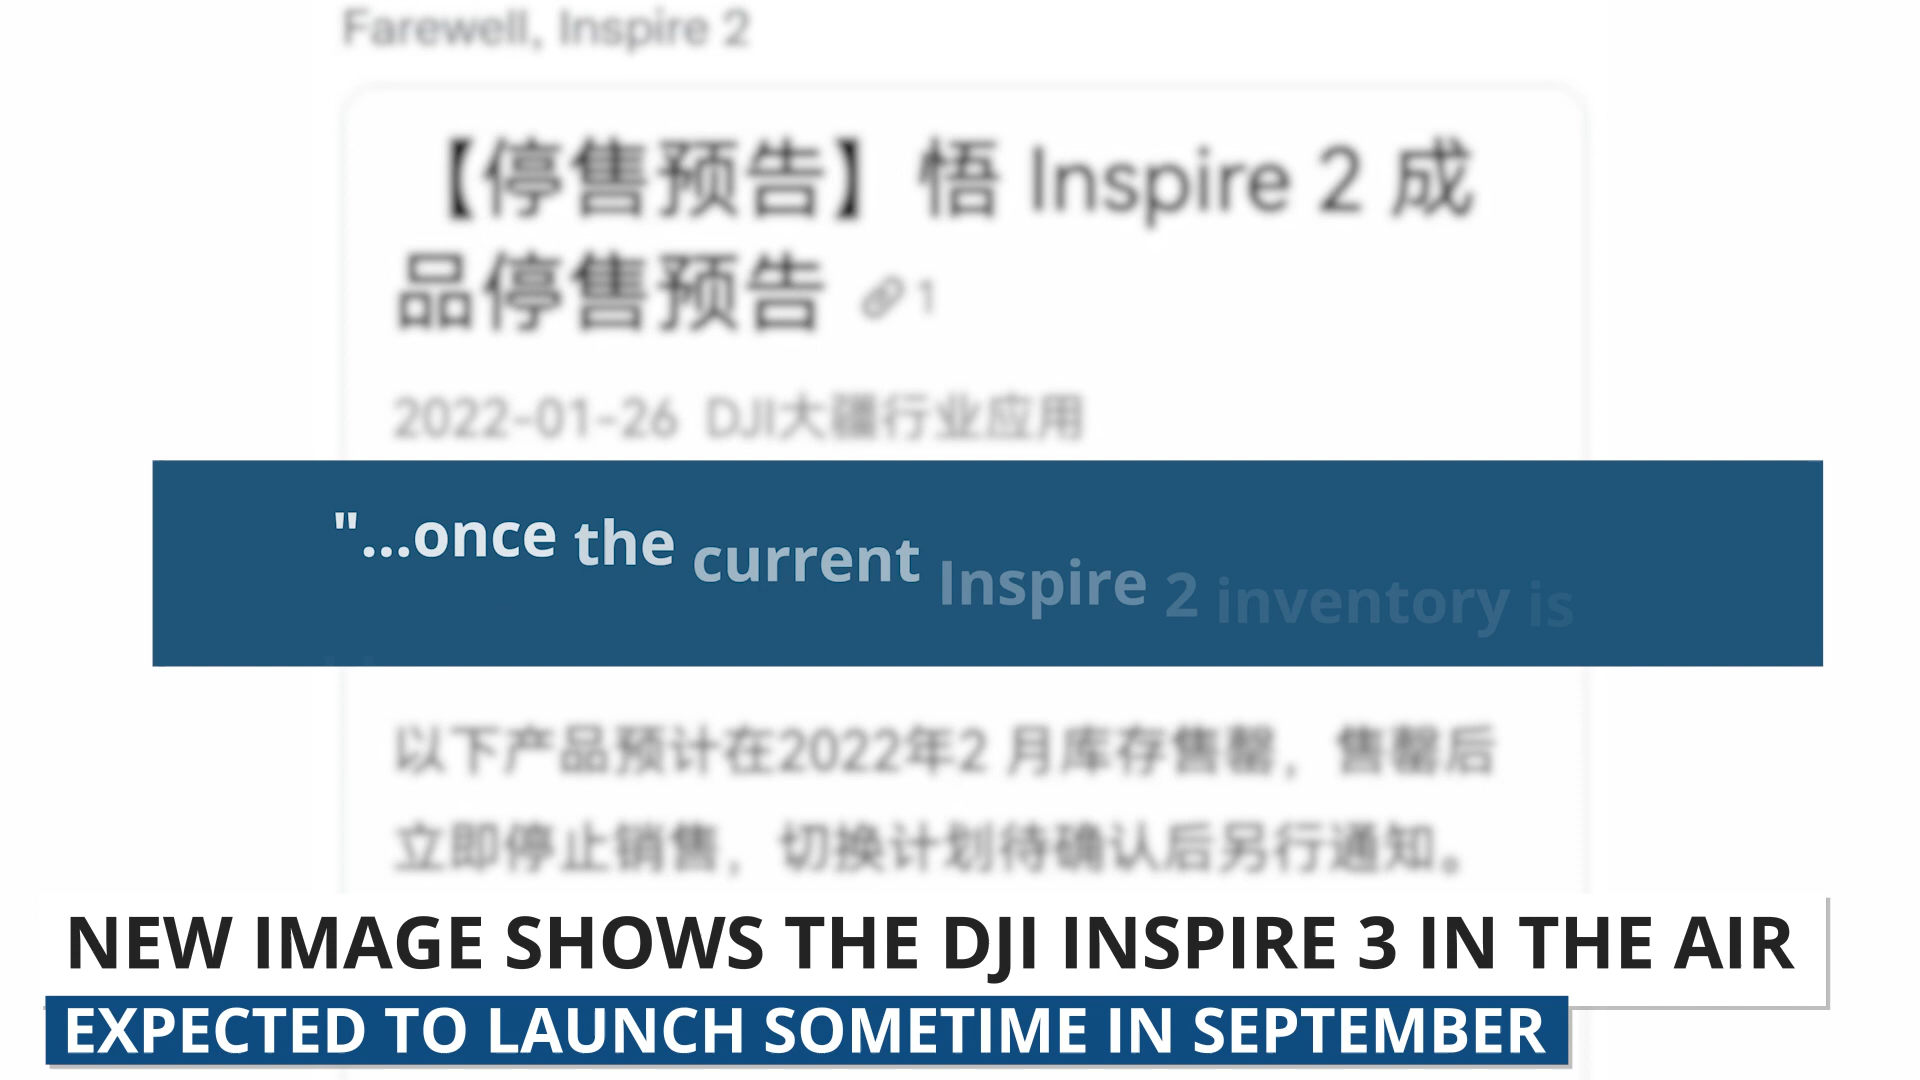 Farewell, Inspire 2
【停售预告】悟 Inspire 2 成
品停售预告 1
2022-01-26 DJI大疆行业应用
"...once the current Inspire 2 inventory is
以下产品预计在2022年2 月库存售罄，售罄后
立即停止销售，切换计划待确认后另行通知。
NEW IMAGE SHOWS THE DJI INSPIRE 3 IN THE AIR
EXPECTED TO LAUNCH SOMETIME IN SEPTEMBER